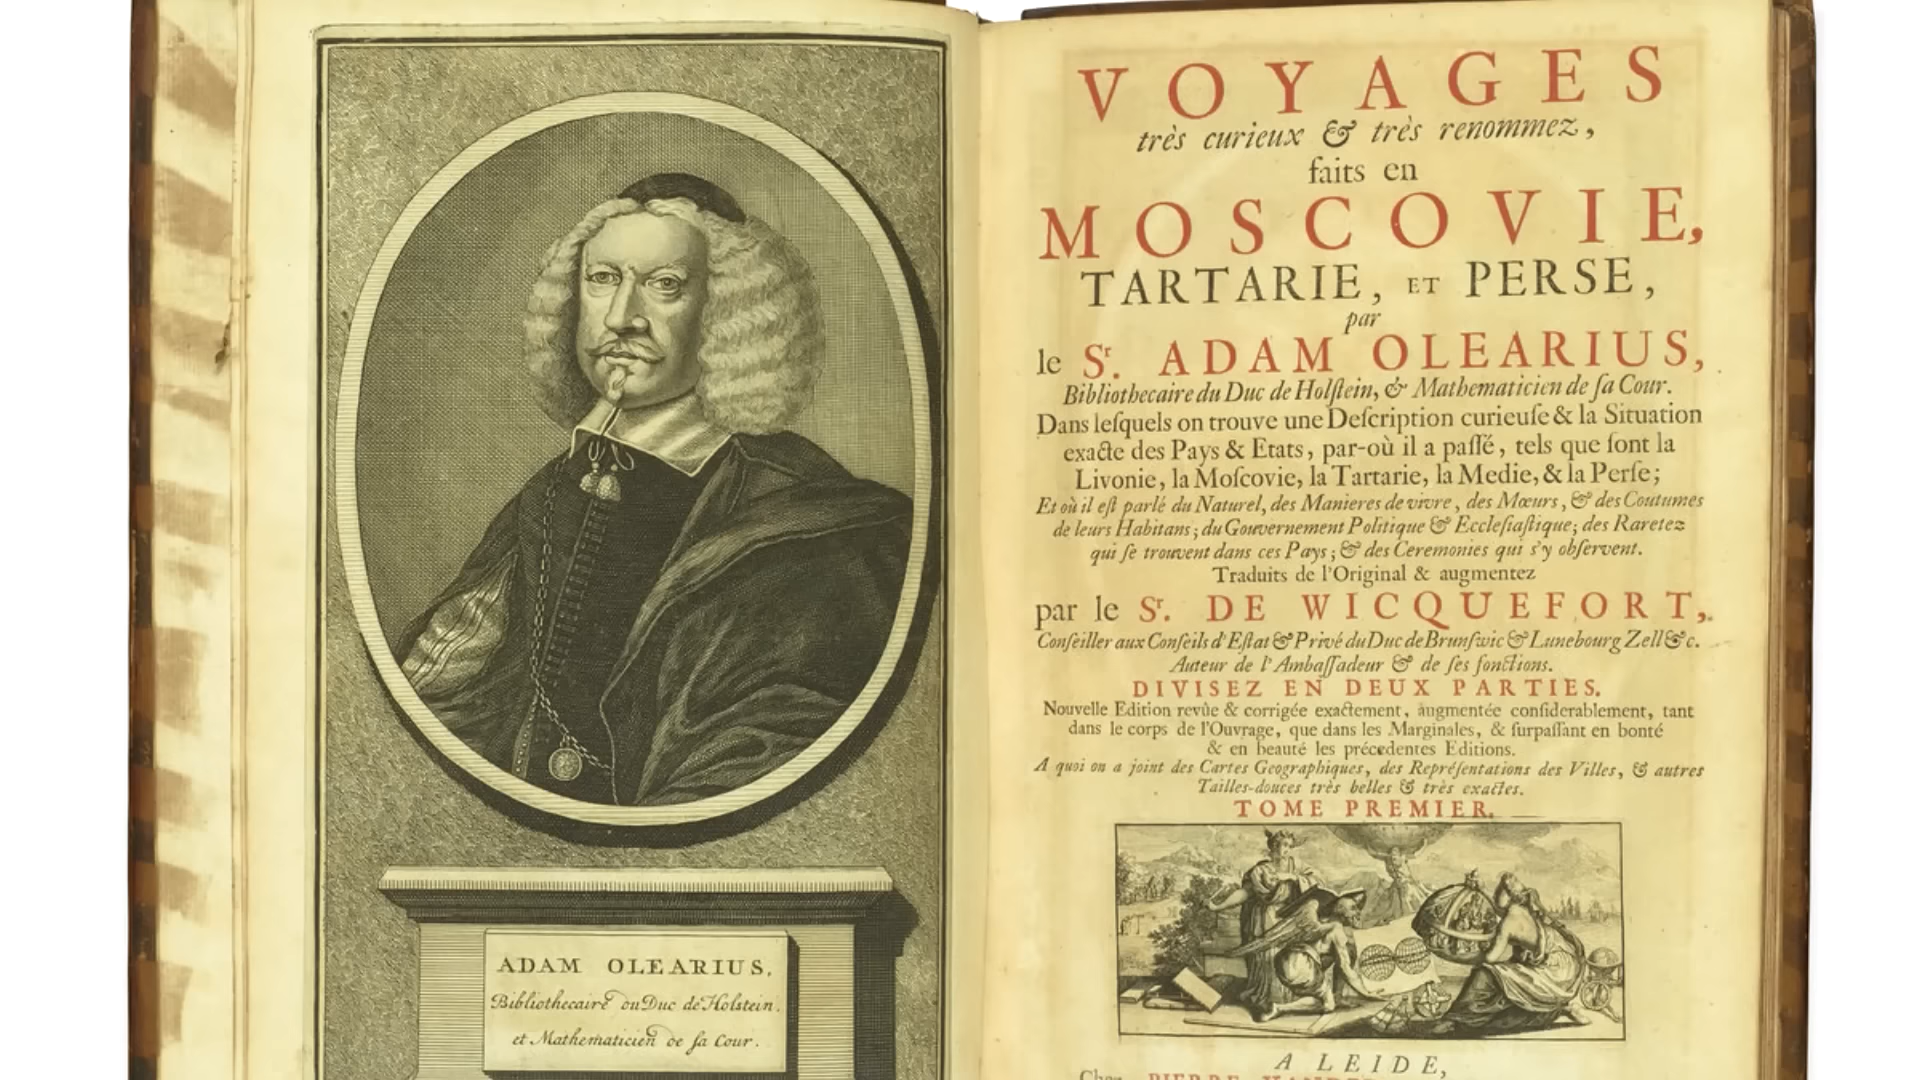 ADAM OLEARIUS,
Bibliothecaire du Duc de Holstein.
et Mathematicien de ſa Cour.
VOYAGES
très curieux & très renommez,
faits en
MOSCOVIE,
TARTARIE, ET PERSE,
par
le Sr. ADAM OLEARIUS,
Bibliothecaire du Duc de Holſtein, & Mathematicien de ſa Cour.
Dans leſquels on trouve une Deſcription curieuſe & la Situation
exacte des Pays & Etats, par-où il a paſſé, tels que ſont la
Livonie, la Moſcovie, la Tartarie, la Medie, & la Perſe;
Et où il eſt parlé du Naturel, des Manieres de vivre, des Mœurs, & des Coutumes
de leurs Habitans; du Gouvernement Politique & Eccleſiaſtique; des Raretez
qui ſe trouvent dans ces Pays; & des Ceremonies qui s'y obſervent.
Traduits de l'Original & augmentez
par le Sr. DE WICQUEFORT,
Conſeiller aux Conſeils d'Eſtat & Privé du Duc de Brunſwic & Lunebourg Zell &c.
Auteur de l'Ambaſſadeur & de ſes fonctions.
DIVISEZ EN DEUX PARTIES.
Nouvelle Edition revûe & corrigée exactement, augmentée conſiderablement, tant
dans le corps de l'Ouvrage, que dans les Marginales, & ſurpaſſant en bonté
& en beauté les précedentes Editions.
A quoi on a joint des Cartes Geographiques, des Repréſentations des Villes, & autres
Tailles-douces très belles & très exactes.
TOME PREMIER.
A LEIDE,